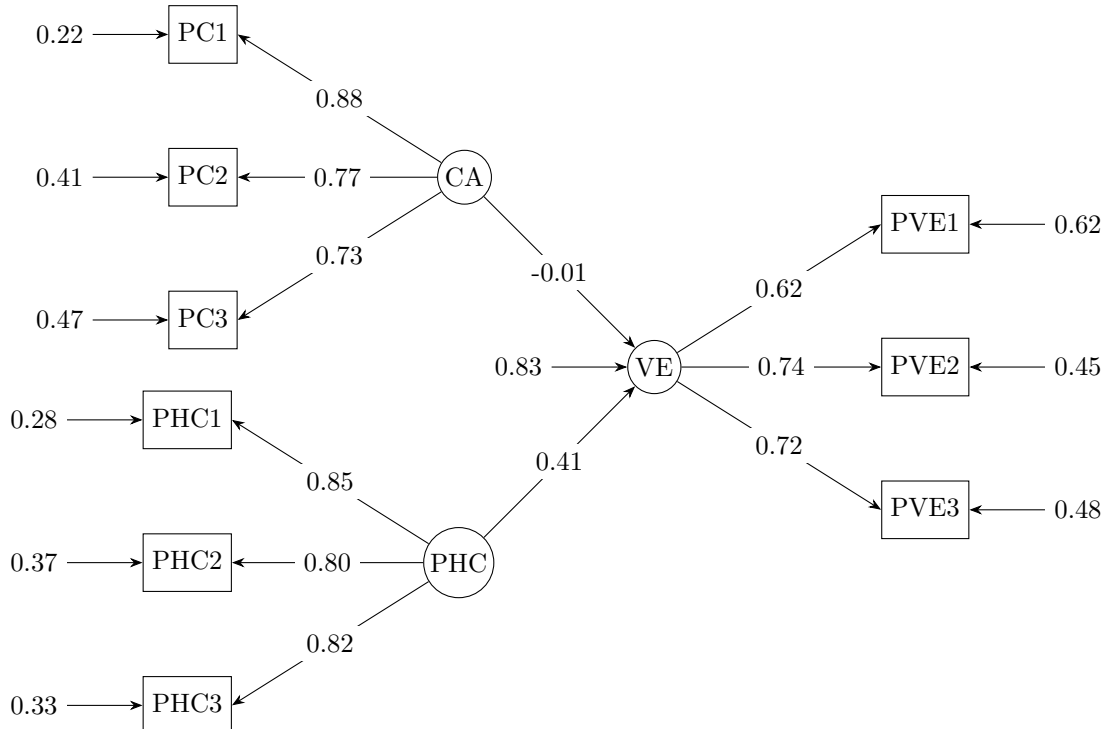 0.22 PC1
0.88
0.41 PC2 0.77 CA
PVE1 0.62
0.73
-0.01
0.62
0.47 PC3
0.83 VE 0.74 PVE2 0.45
0.28 PHC1
0.72
0.41
0.85
PVE3 0.48
0.37 PHC2 0.80 PHC
0.82
0.33 PHC3